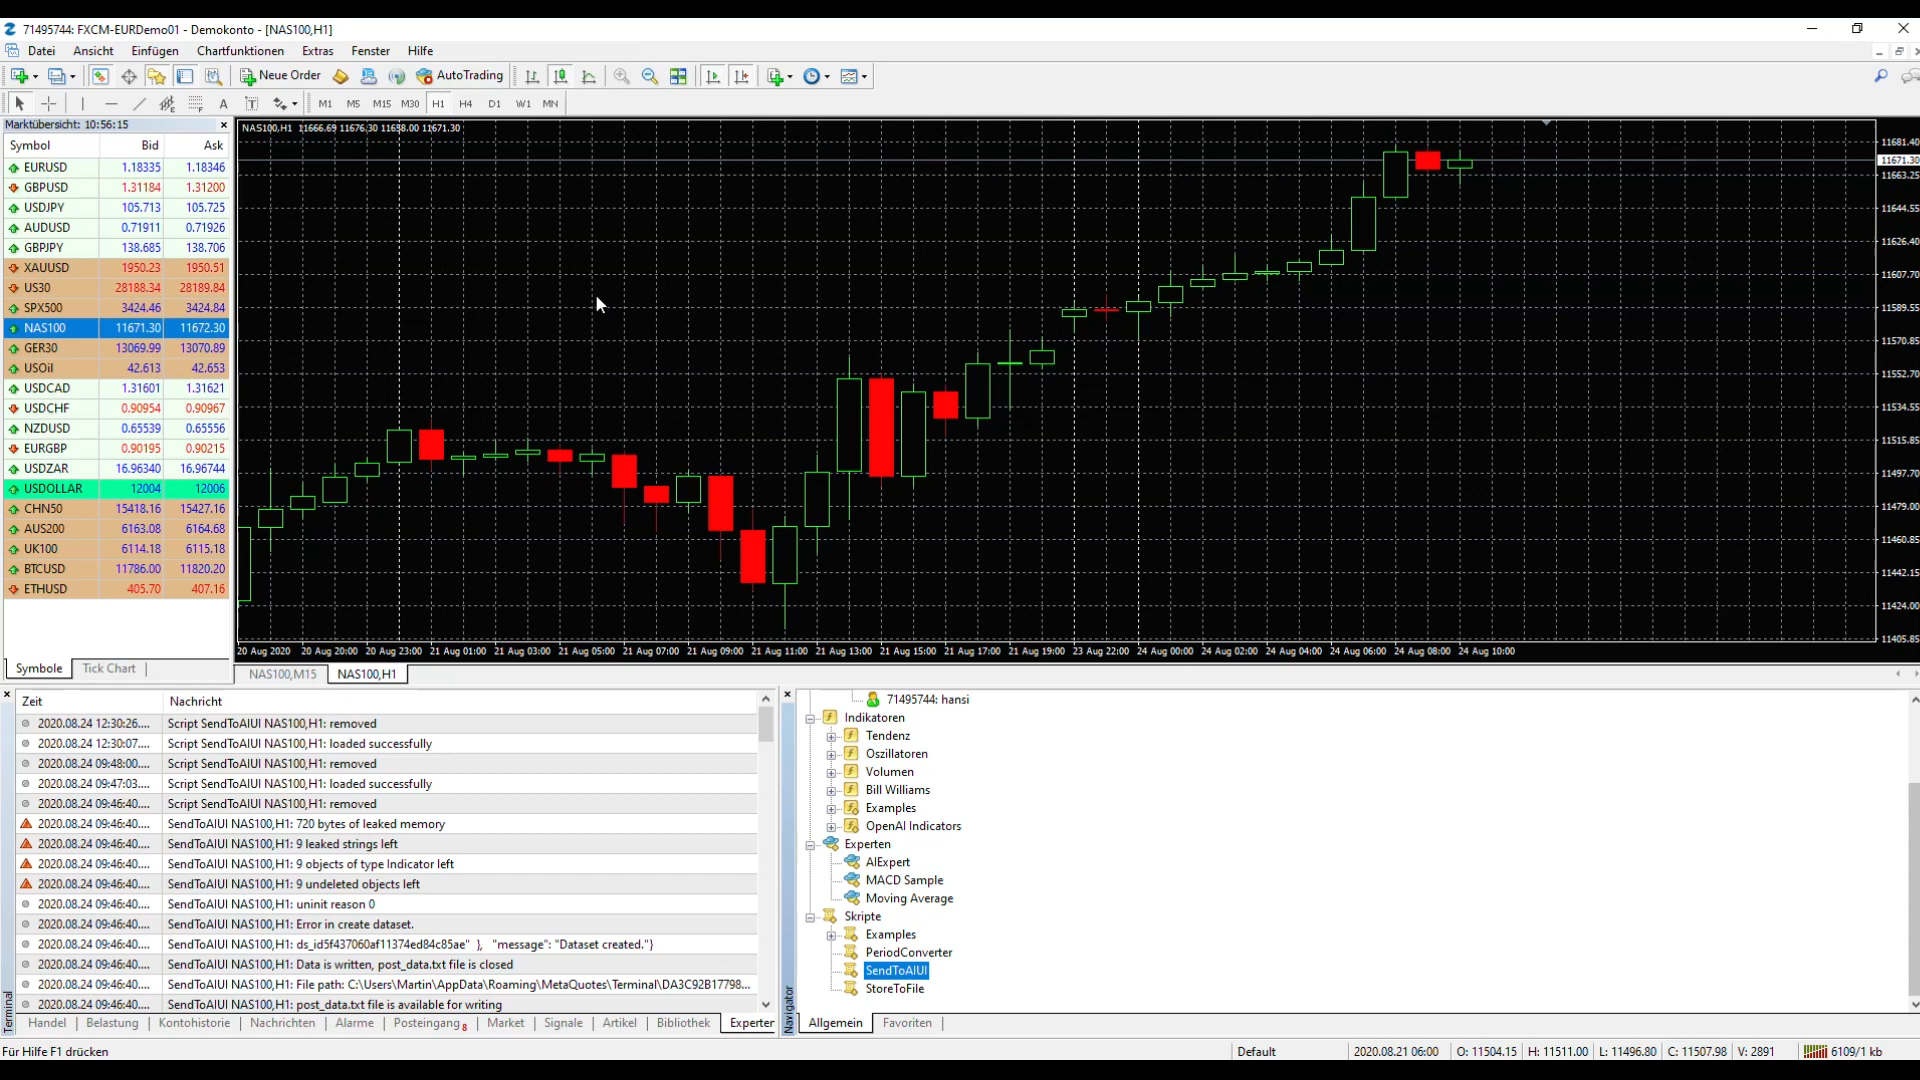 71495744: FXCM-EURDemo01 - Demokonto - [NAS100,H1]
Datei Ansicht Einfügen Chartfunktionen Extras Fenster Hilfe
Neue Order AutoTrading
A T M1 M5 M15 M30 H1 H4 D1 W1 MN
Marktübersicht: 10:56:15
Symbol Bid Ask
EURUSD 1.18335 1.18346
GBPUSD 1.31184 1.31200
USDJPY 105.713 105.725
AUDUSD 0.71911 0.71926
GBPJPY 138.685 138.706
XAUUSD 1950.23 1950.51
US30 28188.34 28189.84
SPX500 3424.46 3424.84
NAS100 11671.30 11672.30
GER30 13069.99 13070.89
USOil 42.613 42.653
USDCAD 1.31601 1.31621
USDCHF 0.90954 0.90967
NZDUSD 0.65539 0.65556
EURGBP 0.90195 0.90215
USDZAR 16.96340 16.96744
USDOLLAR 12004 12006
CHN50 15418.16 15427.16
AUS200 6163.08 6164.68
UK100 6114.18 6115.18
BTCUSD 11786.00 11820.20
ETHUSD 405.70 407.16
Symbole Tick Chart
NAS100,H1 11666.69 11676.30 11658.00 11671.30
11681.40
11671.30
11663.25
11644.55
11626.40
11607.70
11589.55
11570.85
11552.70
11534.55
11515.85
11497.70
11479.00
11460.85
11442.15
11424.00
11405.85
20 Aug 2020 20 Aug 20:00 20 Aug 23:00 21 Aug 01:00 21 Aug 03:00 21 Aug 05:00 21 Aug 07:00 21 Aug 09:00 21 Aug 11:00 21 Aug 13:00 21 Aug 15:00 21 Aug 17:00 21 Aug 19:00 23 Aug 22:00 24 Aug 00:00 24 Aug 02:00 24 Aug 04:00 24 Aug 06:00 24 Aug 08:00 24 Aug 10:00
NAS100,M15 NAS100,H1
Zeit Nachricht
2020.08.24 12:30:26.... Script SendToAIUI NAS100,H1: removed
2020.08.24 12:30:07.... Script SendToAIUI NAS100,H1: loaded successfully
2020.08.24 09:48:00.... Script SendToAIUI NAS100,H1: removed
2020.08.24 09:47:03.... Script SendToAIUI NAS100,H1: loaded successfully
2020.08.24 09:46:40.... Script SendToAIUI NAS100,H1: removed
2020.08.24 09:46:40.... SendToAIUI NAS100,H1: 720 bytes of leaked memory
2020.08.24 09:46:40.... SendToAIUI NAS100,H1: 9 leaked strings left
2020.08.24 09:46:40.... SendToAIUI NAS100,H1: 9 objects of type Indicator left
2020.08.24 09:46:40.... SendToAIUI NAS100,H1: 9 undeleted objects left
2020.08.24 09:46:40.... SendToAIUI NAS100,H1: uninit reason 0
2020.08.24 09:46:40.... SendToAIUI NAS100,H1: Error in create dataset.
2020.08.24 09:46:40.... SendToAIUI NAS100,H1: ds_id5f437060af11374ed84c85ae" }, "message": "Dataset created."}
2020.08.24 09:46:40.... SendToAIUI NAS100,H1: Data is written, post_data.txt file is closed
2020.08.24 09:46:40.... SendToAIUI NAS100,H1: File path: C:\Users\Martin\AppData\Roaming\MetaQuotes\Terminal\DA3C92B17798...
2020.08.24 09:46:40.... SendToAIUI NAS100,H1: post_data.txt file is available for writing
Terminal
Handel Belastung Kontohistorie Nachrichten Alarme Posteingang 8 Market Signale Artikel Bibliothek Experten
71495744: hansi
Indikatoren
Tendenz
Oszillatoren
Volumen
Bill Williams
Examples
OpenAI Indicators
Experten
AIExpert
MACD Sample
Moving Average
Skripte
Examples
PeriodConverter
SendToAIUI
StoreToFile
Navigator
Allgemein Favoriten
Für Hilfe F1 drücken Default 2020.08.21 06:00 O: 11504.15 H: 11511.00 L: 11496.80 C: 11507.98 V: 2891 6109/1 kb